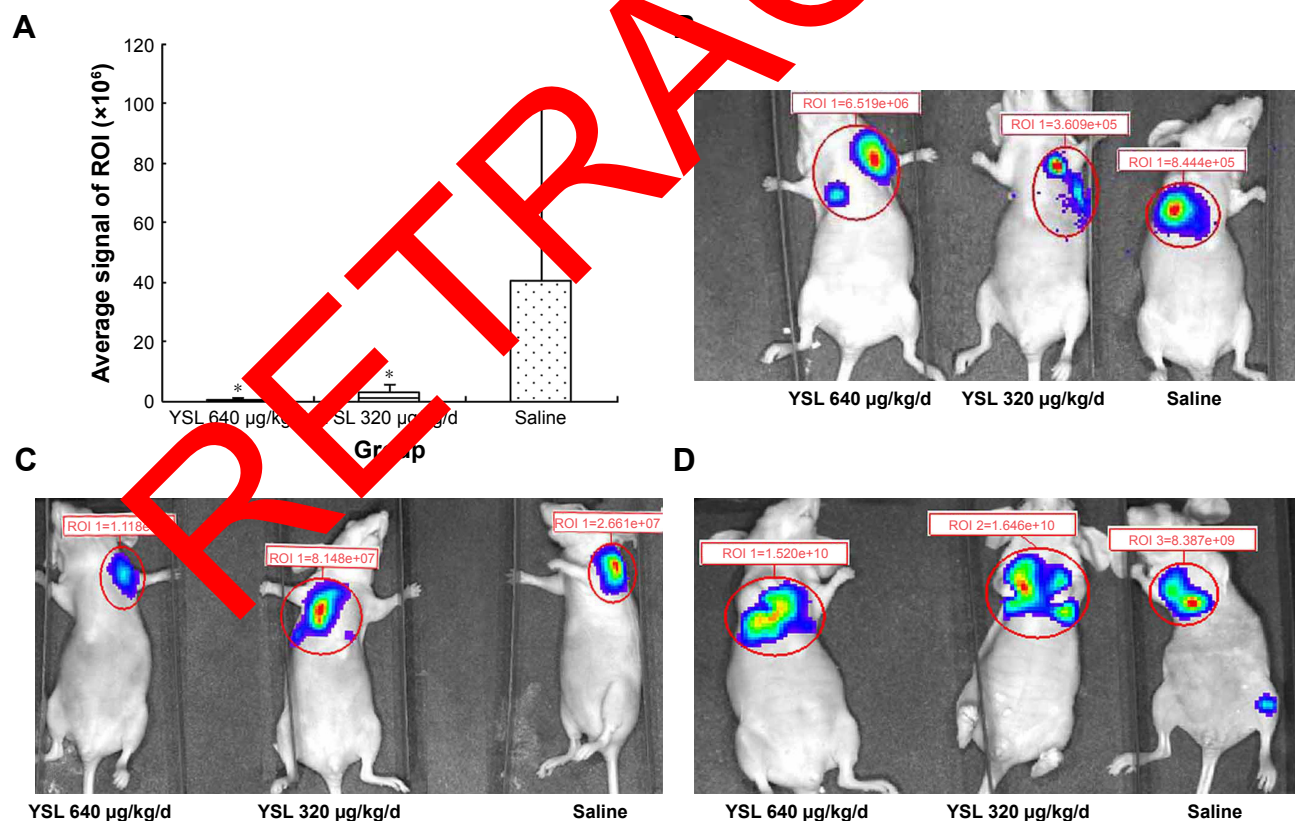 A
120
100
80
60
40
20
0
Average signal of ROI (×10⁶)
*
*
YSL 640 µg/kg
SL 320 µg/kg/d
Saline
Group
ROI 1=6.519e+06
ROI 1=3.609e+05
ROI 1=8.444e+05
YSL 640 µg/kg/d
YSL 320 µg/kg/d
Saline
C
ROI 1=1.118e
ROI 1=8.148e+07
ROI 1=2.661e+07
YSL 640 µg/kg/d
YSL 320 µg/kg/d
Saline
D
ROI 1=1.520e+10
ROI 2=1.646e+10
ROI 3=8.387e+09
YSL 640 µg/kg/d
YSL 320 µg/kg/d
Saline
RETRAC